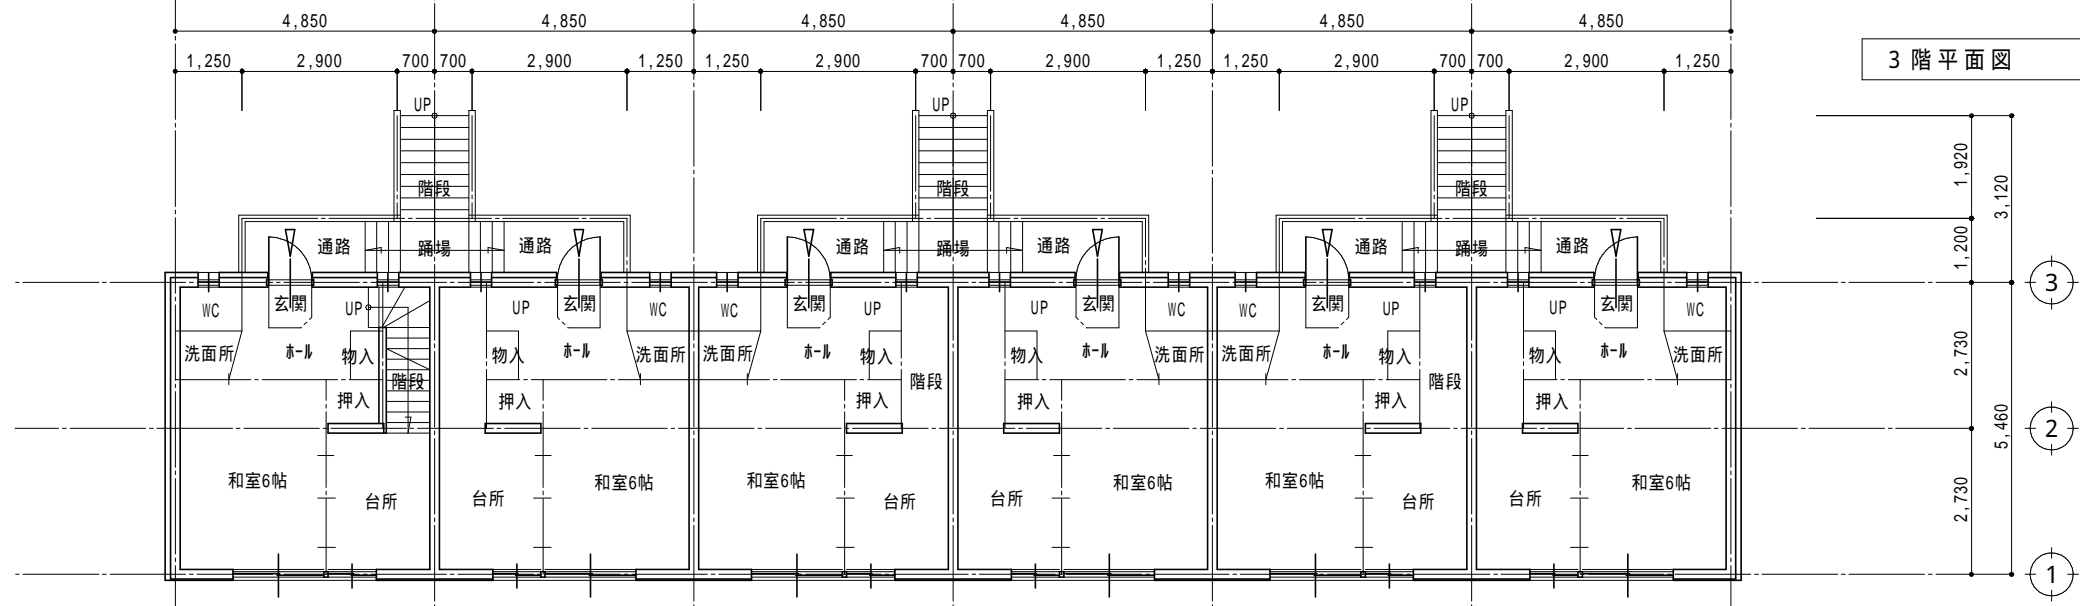 4,850 4,850 4,850 4,850 4,850 4,850
3階平面図
1,250 2,900 700 700 2,900 1,250 1,250 2,900 700 700 2,900 1,250 1,250 2,900 700 700 2,900 1,250
UP UP UP
1,920
3,120
階段 階段 階段
1,200
通路 踊場 通路 通路 踊場 通路 通路 踊場 通路
3
WC 玄関 UP UP 玄関 WC WC 玄関 UP UP 玄関 WC WC 玄関 UP UP 玄関 WC
洗面所 ホール 物入 物入 ホール 洗面所 洗面所 ホール 物入 物入 ホール 洗面所 洗面所 ホール 物入 物入 ホール 洗面所
2,730
階段 階段 階段
押入 押入 押入 押入 押入 押入
2
5,460
和室6帖 台所 台所 和室6帖 和室6帖 台所 台所 和室6帖 和室6帖 台所 台所 和室6帖
2,730
1